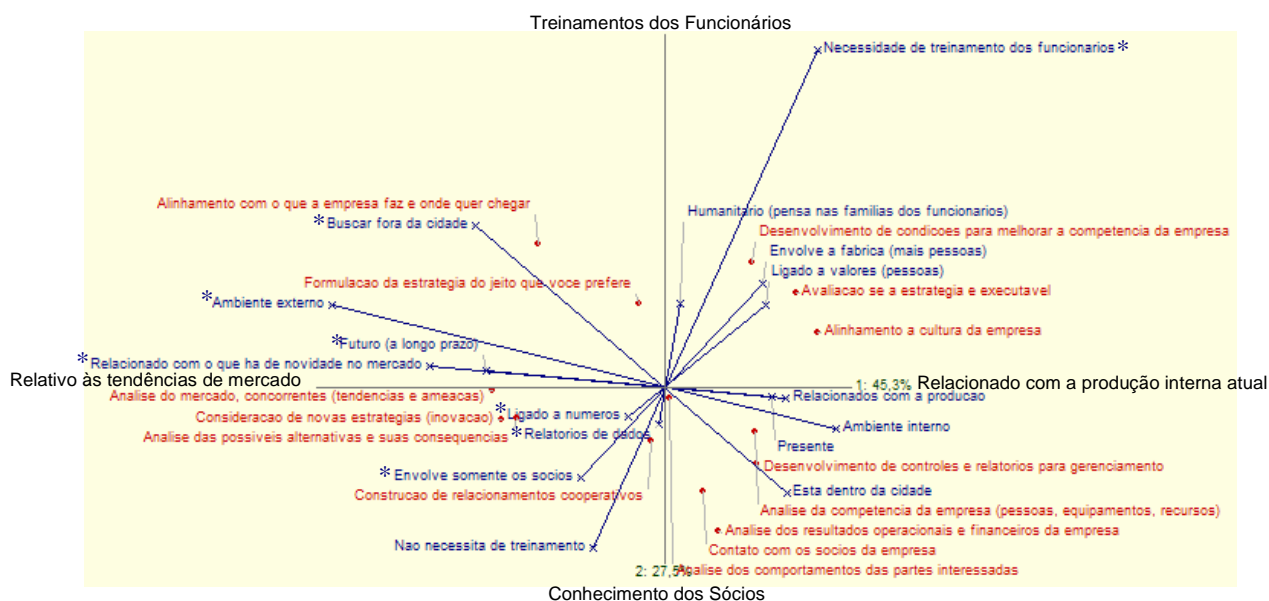 Treinamentos dos Funcionários
Necessidade de treinamento dos funcionarios *
Alinhamento com o que a empresa faz e onde quer chegar
* Buscar fora da cidade
Humanitario (pensa nas familias dos funcionarios)
Desenvolvimento de condicoes para melhorar a competencia da empresa
Envolve a fabrica (mais pessoas)
Ligado a valores (pessoas)
Formulacao da estrategia do jeito que voce prefere
Avaliacao se a estrategia e executavel
* Ambiente externo
Alinhamento a cultura da empresa
* Futuro (a longo prazo)
* Relacionado com o que ha de novidade no mercado
Relativo às tendências de mercado
1: 45,3% Relacionado com a produção interna atual
Analise do mercado, concorrentes (tendencias e ameacas)
Relacionados com a producao
Consideracao de novas estrategias (inovacao)
* Ligado a numeros
Ambiente interno
Analise das possiveis alternativas e suas consequencias
* Relatorios de dados
Presente
* Envolve somente os socios
Desenvolvimento de controles e relatorios para gerenciamento
Construcao de relacionamentos cooperativos
Esta dentro da cidade
Analise da competencia da empresa (pessoas, equipamentos, recursos)
Analise dos resultados operacionais e financeiros da empresa
Nao necessita de treinamento
Contato com os socios da empresa
2: 27,5%
Analise dos comportamentos das partes interessadas
Conhecimento dos Sócios